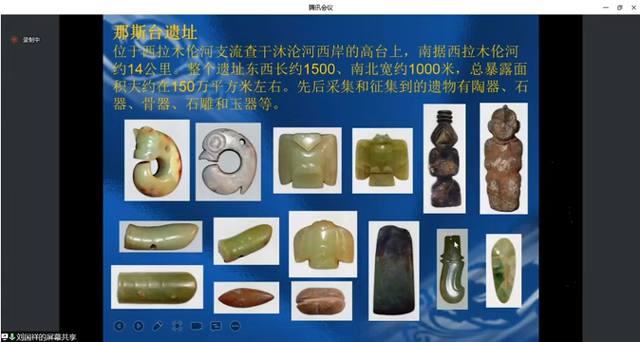 腾讯会议
录制中
那斯台遗址
位于西拉木伦河支流查干沐沦河西岸的高台上，南据西拉木伦河
约14公里。整个遗址东西长约1500、南北宽约1000米，总暴露面
积大约在150万平方米左右。先后采集和征集到的遗物有陶器、石
器、骨器、石雕和玉器等。
刘国祥的屏幕共享